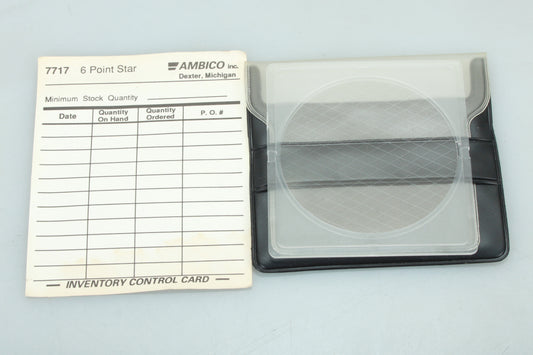 7717 6 Point Star
AMBICO inc.
Dexter, Michigan
Minimum Stock Quantity
Date
Quantity
On Hand
Quantity
Ordered
P. O. #
INVENTORY CONTROL CARD